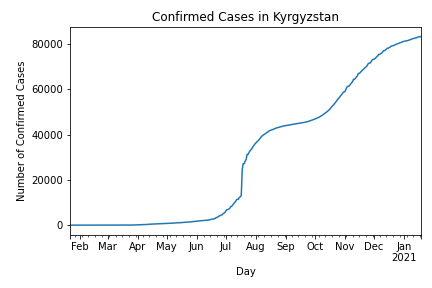 Confirmed Cases in Kyrgyzstan
Number of Confirmed Cases
80000
60000
40000
20000
0
Feb Mar Apr May Jun Jul Aug Sep Oct Nov Dec Jan
2021
Day